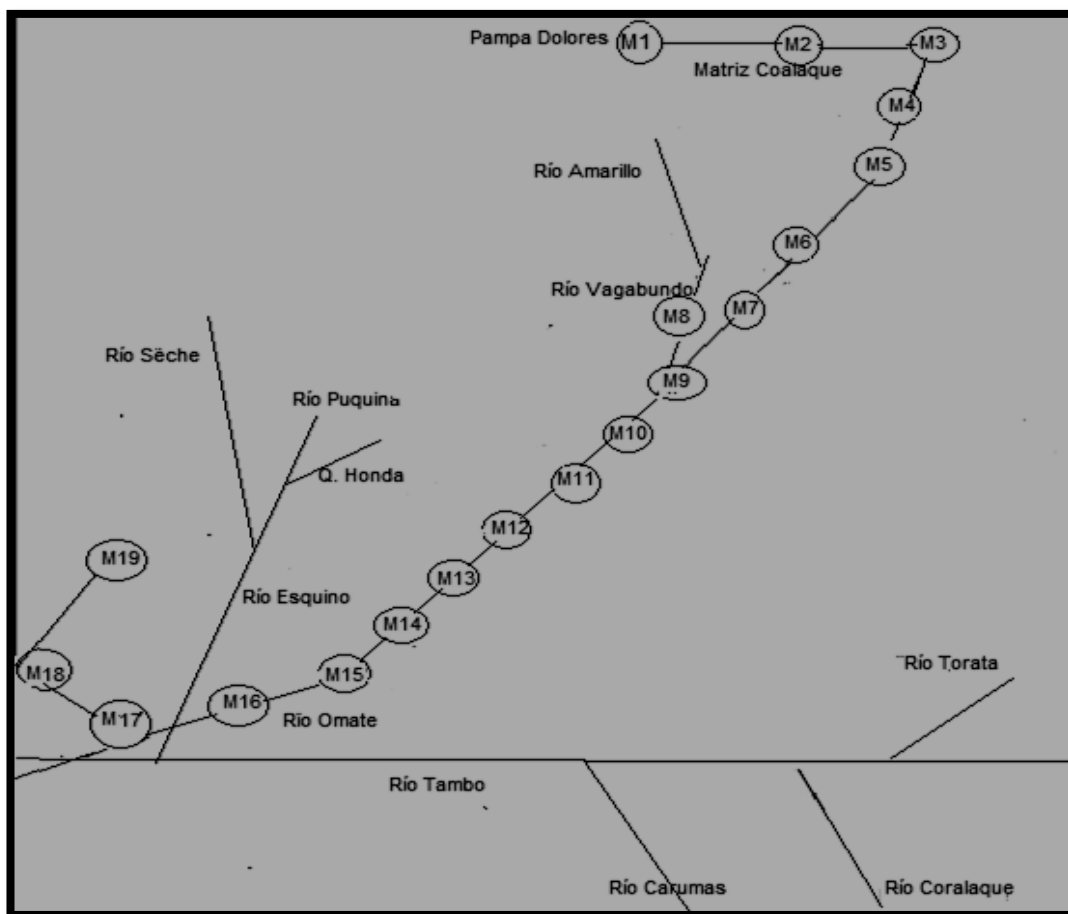 Pampa Dolores M1 M2 M3
Matriz Coalaque
M4
M5
Río Amarillo
M6
Río Vagabundo
M7
M8
Río Sëche
M9
Río Puquina
M10
Q. Honda
M11
M12
M19
M13
Río Esquino
M14
Río Torata
M18
M15
M16
M17
Rïo Omate
Río Tambo
Río Carumas
Río Coralaque